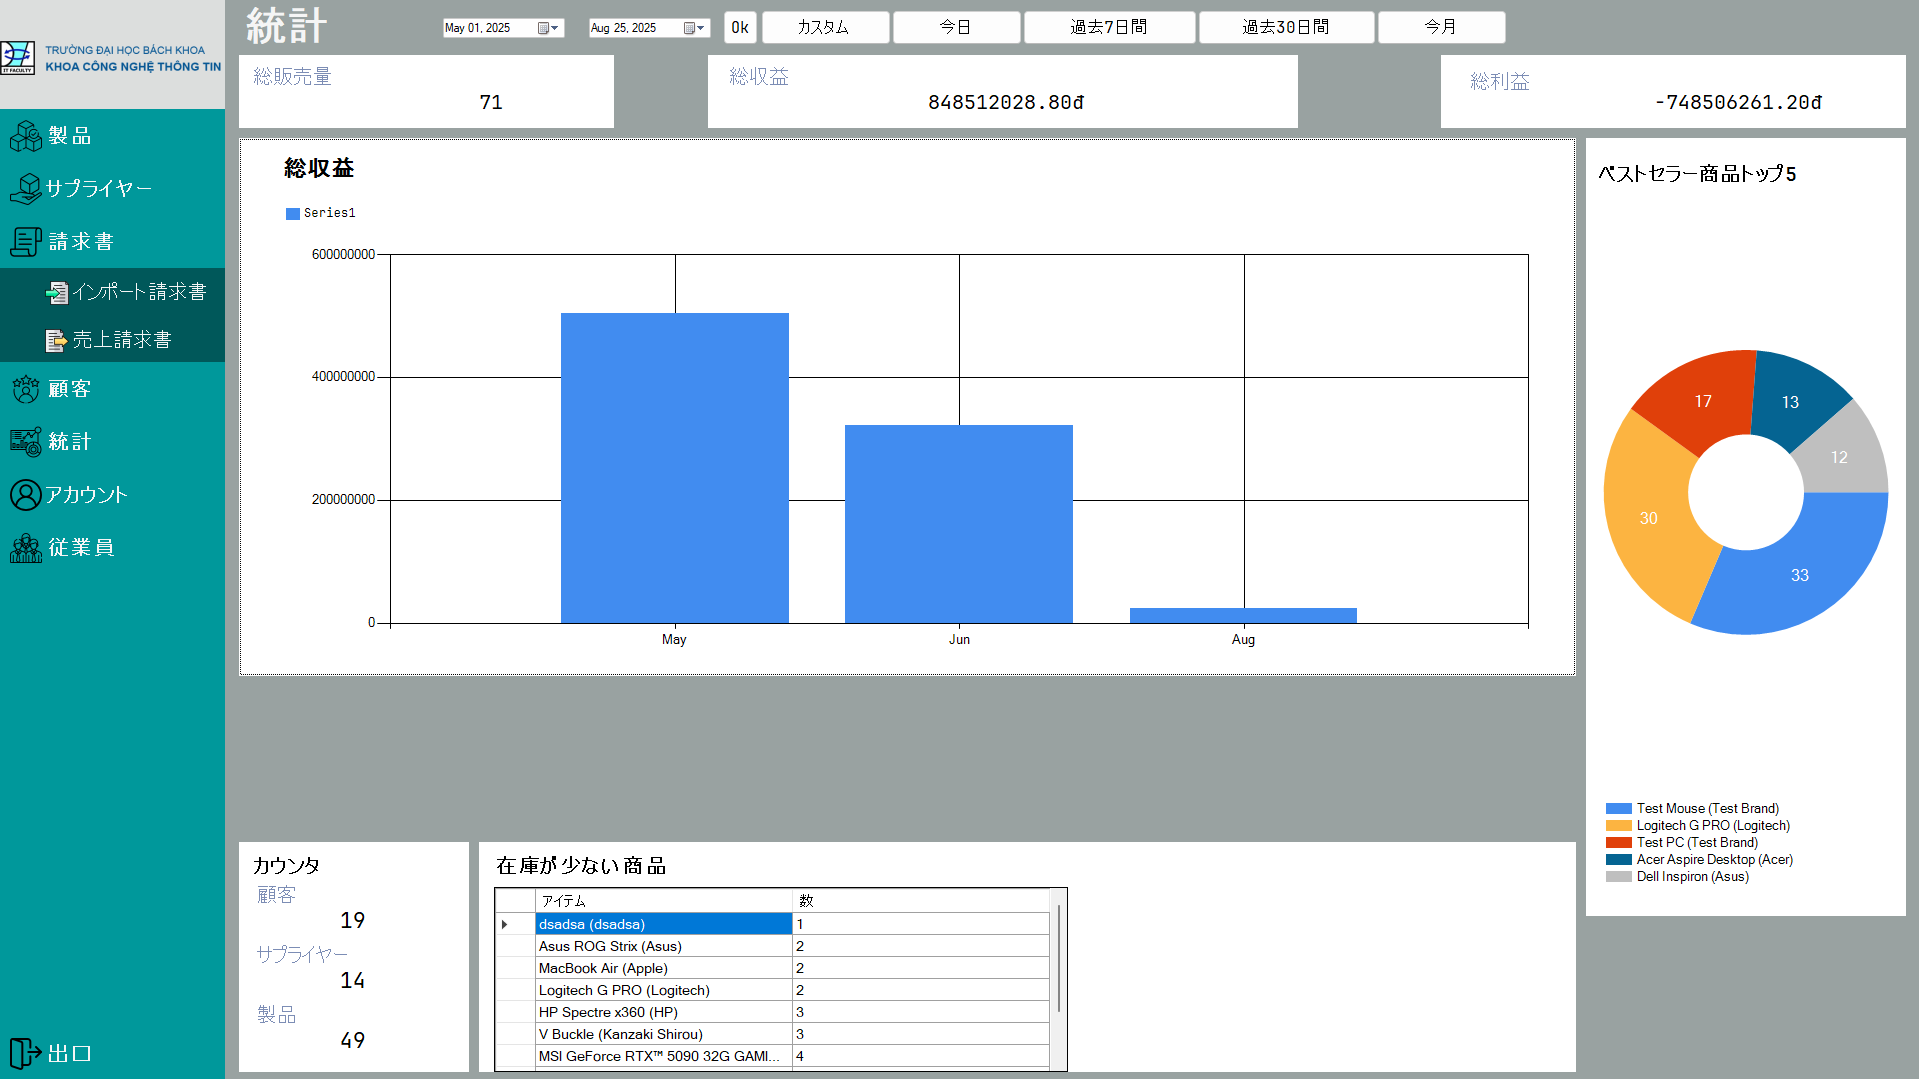 TRƯỜNG ĐẠI HỌC BÁCH KHOA
KHOA CÔNG NGHỆ THÔNG TIN
IT FACULTY
製品
サプライヤー
請求書
インポート請求書
売上請求書
顧客
統計
アカウント
従業員
出口
統計
May 01, 2025
Aug 25, 2025
Ok
カスタム
今日
過去7日間
過去30日間
今月
総販売量
71
総収益
848512028.80đ
総利益
-748506261.20đ
総収益
Series1
600000000
400000000
200000000
0
May
Jun
Aug
ベストセラー商品トップ5
17
13
12
30
33
Test Mouse (Test Brand)
Logitech G PRO (Logitech)
Test PC (Test Brand)
Acer Aspire Desktop (Acer)
Dell Inspiron (Asus)
カウンタ
顧客
19
サプライヤー
14
製品
49
在庫が少ない商品
アイテム 数
dsadsa (dsadsa) 1
Asus ROG Strix (Asus) 2
MacBook Air (Apple) 2
Logitech G PRO (Logitech) 2
HP Spectre x360 (HP) 3
V Buckle (Kanzaki Shirou) 3
MSI GeForce RTX™ 5090 32G GAMI... 4